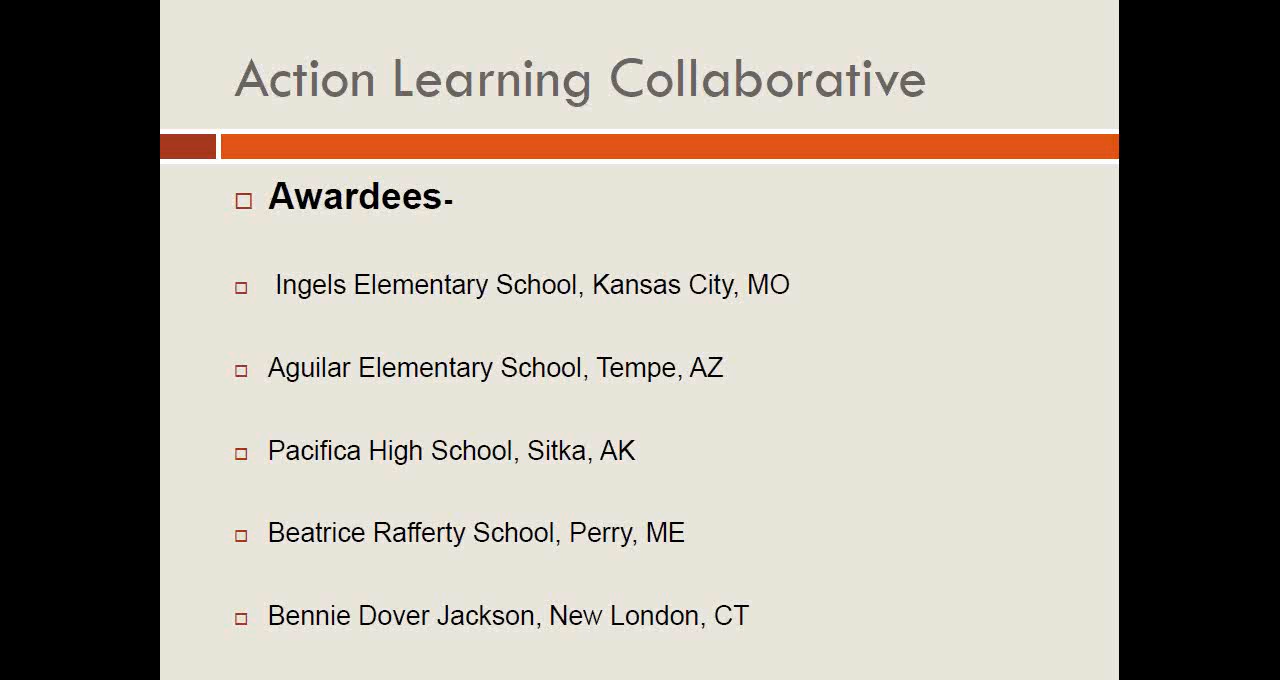 Action Learning Collaborative
Awardees-
Ingels Elementary School, Kansas City, MO
Aguilar Elementary School, Tempe, AZ
Pacifica High School, Sitka, AK
Beatrice Rafferty School, Perry, ME
Bennie Dover Jackson, New London, CT